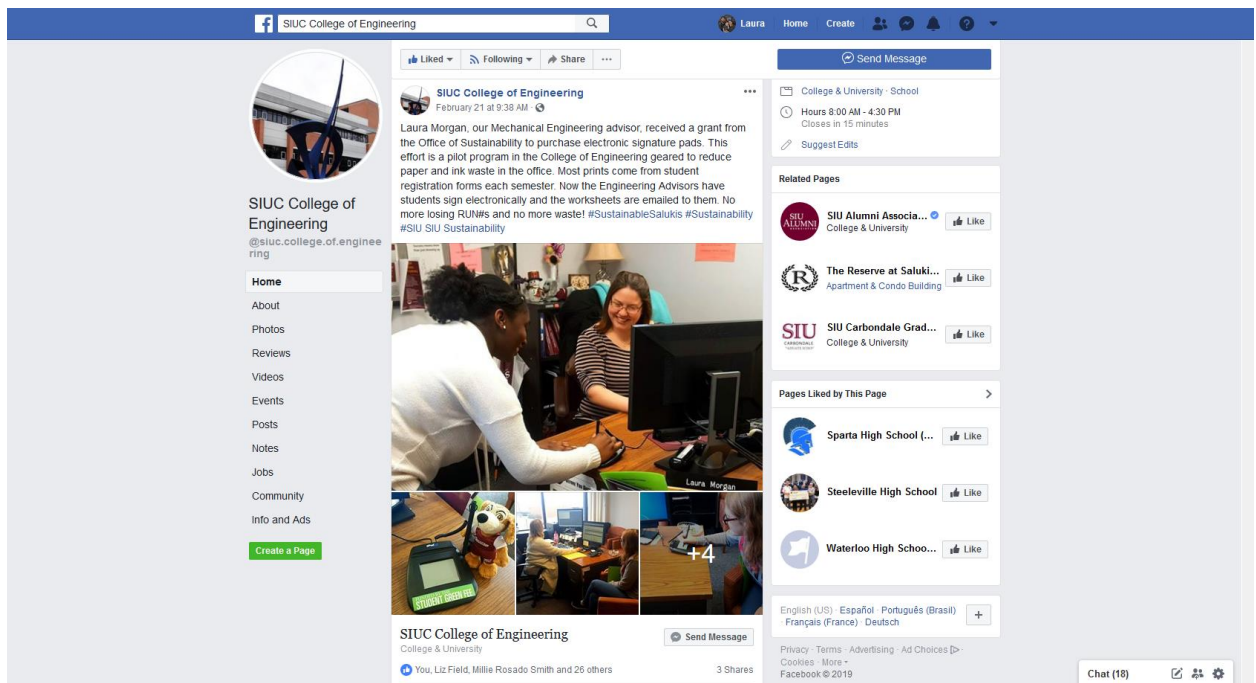 SIUC College of Engineering
Laura
Home
Create
Liked
Following
Share
Send Message
SIUC College of
Engineering
@siuc.college.of.enginee
ring
Home
About
Photos
Reviews
Videos
Events
Posts
Notes
Jobs
Community
Info and Ads
Create a Page
SIUC College of Engineering
February 21 at 9:38 AM ·
Laura Morgan, our Mechanical Engineering advisor, received a grant from
the Office of Sustainability to purchase electronic signature pads. This
effort is a pilot program in the College of Engineering geared to reduce
paper and ink waste in the office. Most prints come from student
registration forms each semester. Now the Engineering Advisors have
students sign electronically and the worksheets are emailed to them. No
more losing RUN#s and no more waste! #SustainableSalukis #Sustainability
#SIU SIU Sustainability
Laura Morgan
STUDENT GREEN FEE
+4
SIUC College of Engineering
College & University
Send Message
You, Liz Field, Millie Rosado Smith and 26 others
3 Shares
College & University · School
Hours 8:00 AM - 4:30 PM
Closes in 15 minutes
Suggest Edits
Related Pages
SIU
ALUMNI
SIU Alumni Associa...
College & University
Like
R
The Reserve at Saluki...
Apartment & Condo Building
Like
SIU
CARBONDALE
SIU Carbondale Grad...
College & University
Like
Pages Liked by This Page
Sparta High School (...
Like
Steeleville High School
Like
Waterloo High Schoo...
Like
English (US) · Español · Português (Brasil)
· Français (France) · Deutsch
+
Privacy · Terms · Advertising · Ad Choices ·
Cookies · More
Facebook © 2019
Chat (18)